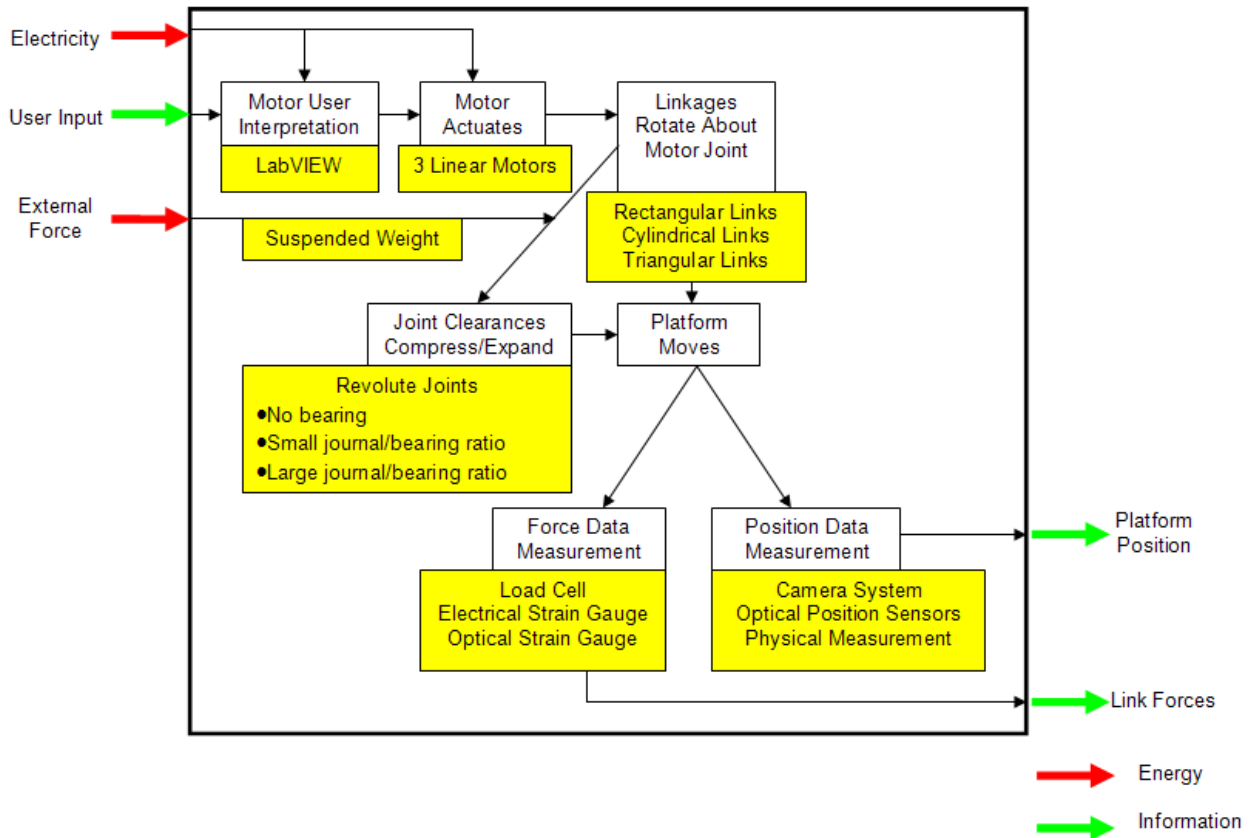 Electricity
User Input
External
Force
Motor User
Interpretation
LabVIEW
Motor
Actuates
3 Linear Motors
Linkages
Rotate About
Motor Joint
Rectangular Links
Cylindrical Links
Triangular Links
Suspended Weight
Joint Clearances
Compress/Expand
Revolute Joints
●No bearing
●Small journal/bearing ratio
●Large journal/bearing ratio
Platform
Moves
Force Data
Measurement
Load Cell
Electrical Strain Gauge
Optical Strain Gauge
Position Data
Measurement
Camera System
Optical Position Sensors
Physical Measurement
Platform
Position
Link Forces
Energy
Information